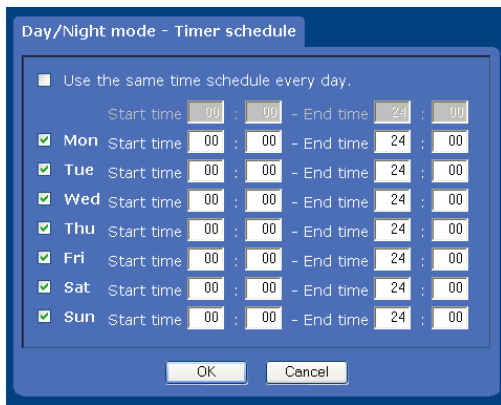 Day/Night mode - Timer schedule
Use the same time schedule every day.
Start time 00 : 00 - End time 24 : 00
Mon Start time 00 : 00 - End time 24 : 00
Tue Start time 00 : 00 - End time 24 : 00
Wed Start time 00 : 00 - End time 24 : 00
Thu Start time 00 : 00 - End time 24 : 00
Fri Start time 00 : 00 - End time 24 : 00
Sat Start time 00 : 00 - End time 24 : 00
Sun Start time 00 : 00 - End time 24 : 00
OK Cancel